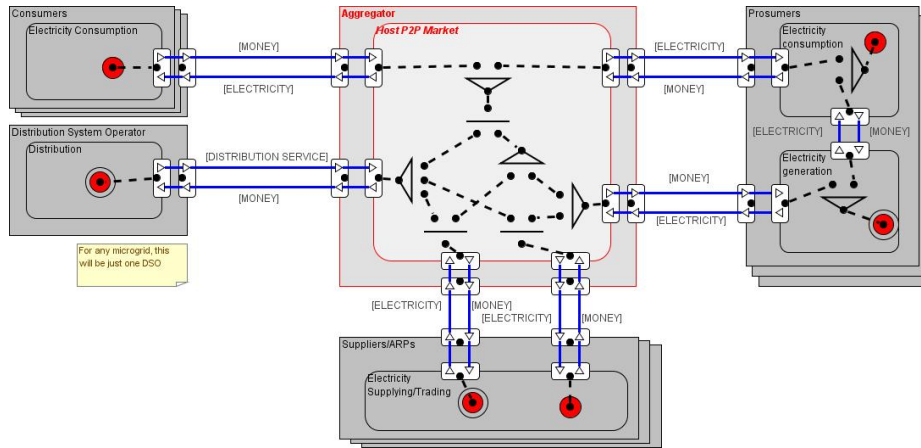 Consumers
Electricity Consumption
[MONEY]
[ELECTRICITY]
Aggregator
Host P2P Market
[ELECTRICITY]
[MONEY]
Prosumers
Electricity
consumption
[ELECTRICITY]
[MONEY]
Distribution System Operator
Distribution
[DISTRIBUTION SERVICE]
[MONEY]
[MONEY]
[ELECTRICITY]
Electricity
generation
For any microgrid, this
will be just one DSO
[ELECTRICITY]
[MONEY]
[ELECTRICITY]
[MONEY]
Suppliers/ARPs
Electricity
Supplying/Trading